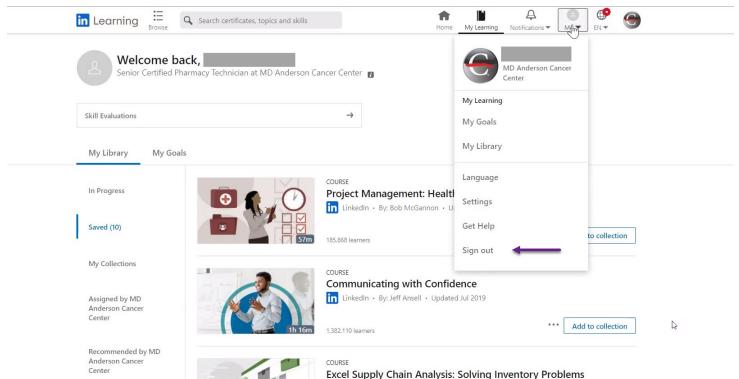 in Learning
Browse
Search certificates, topics and skills
Home
My Learning
Notifications
Me
EN
Welcome back,
Senior Certified Pharmacy Technician at MD Anderson Cancer Center
MD Anderson Cancer
Center
Skill Evaluations
My Learning
My Goals
My Library
Language
Settings
Get Help
Sign out
My Library
My Goals
In Progress
Saved (10)
My Collections
Assigned by MD
Anderson Cancer
Center
Recommended by MD
Anderson Cancer
Center
COURSE
Project Management: Healt
in LinkedIn • By: Bob McGannon • U
57m
185.668 learners
to collection
COURSE
Communicating with Confidence
in LinkedIn • By: Jeff Ansell • Updated Jul 2019
1h 16m
1,382.110 learners
Add to collection
COURSE
Excel Supply Chain Analysis: Solving Inventory Problems